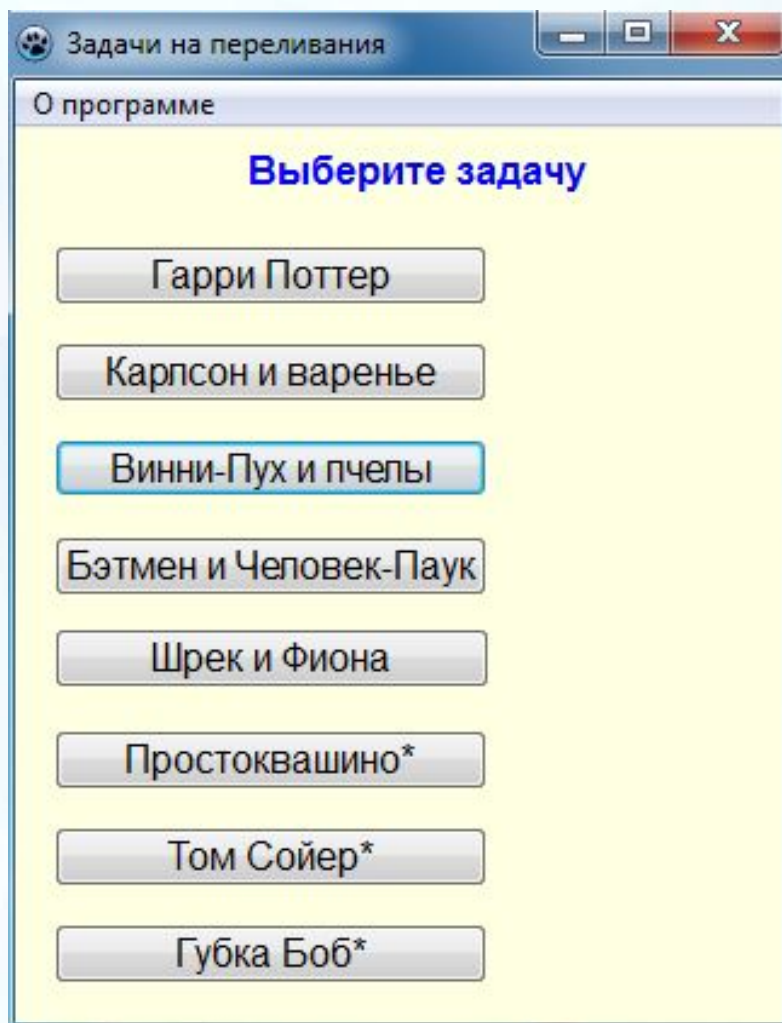 Задачи на переливания
О программе
Выберите задачу
Гарри Поттер
Карлсон и варенье
Винни-Пух и пчелы
Бэтмен и Человек-Паук
Шрек и Фиона
Простоквашино*
Том Сойер*
Губка Боб*